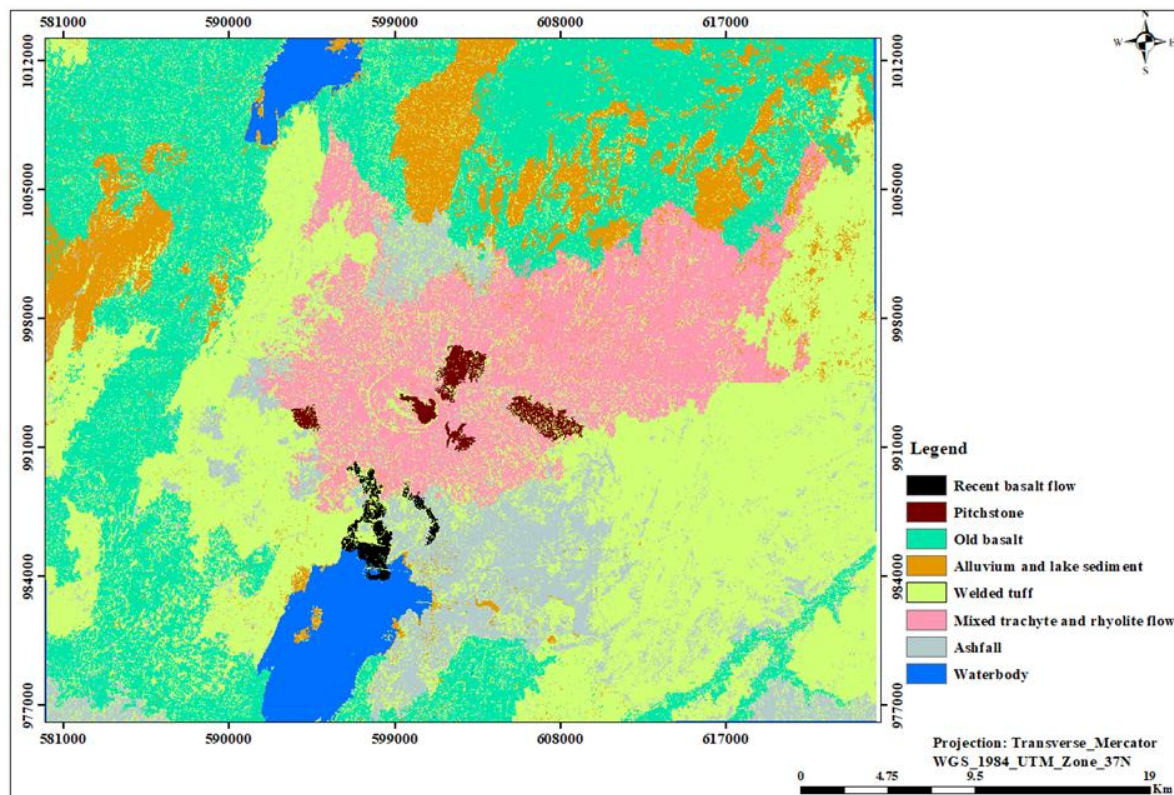 581000 590000 599000 608000 617000
N
W E
S
1012000 1012000
1005000 1005000
998000 998000
991000 991000
Legend
Recent basalt flow
Pitchstone
Old basalt
Alluvium and lake sediment
984000 984000
Welded tuff
Mixed trachyte and rhyolite flow
Ashfall
Waterbody
977000 977000
581000 590000 599000 608000 617000
Projection: Transverse_Mercator
WGS_1984_UTM_Zone_37N
0 4.75 9.5 19
Km